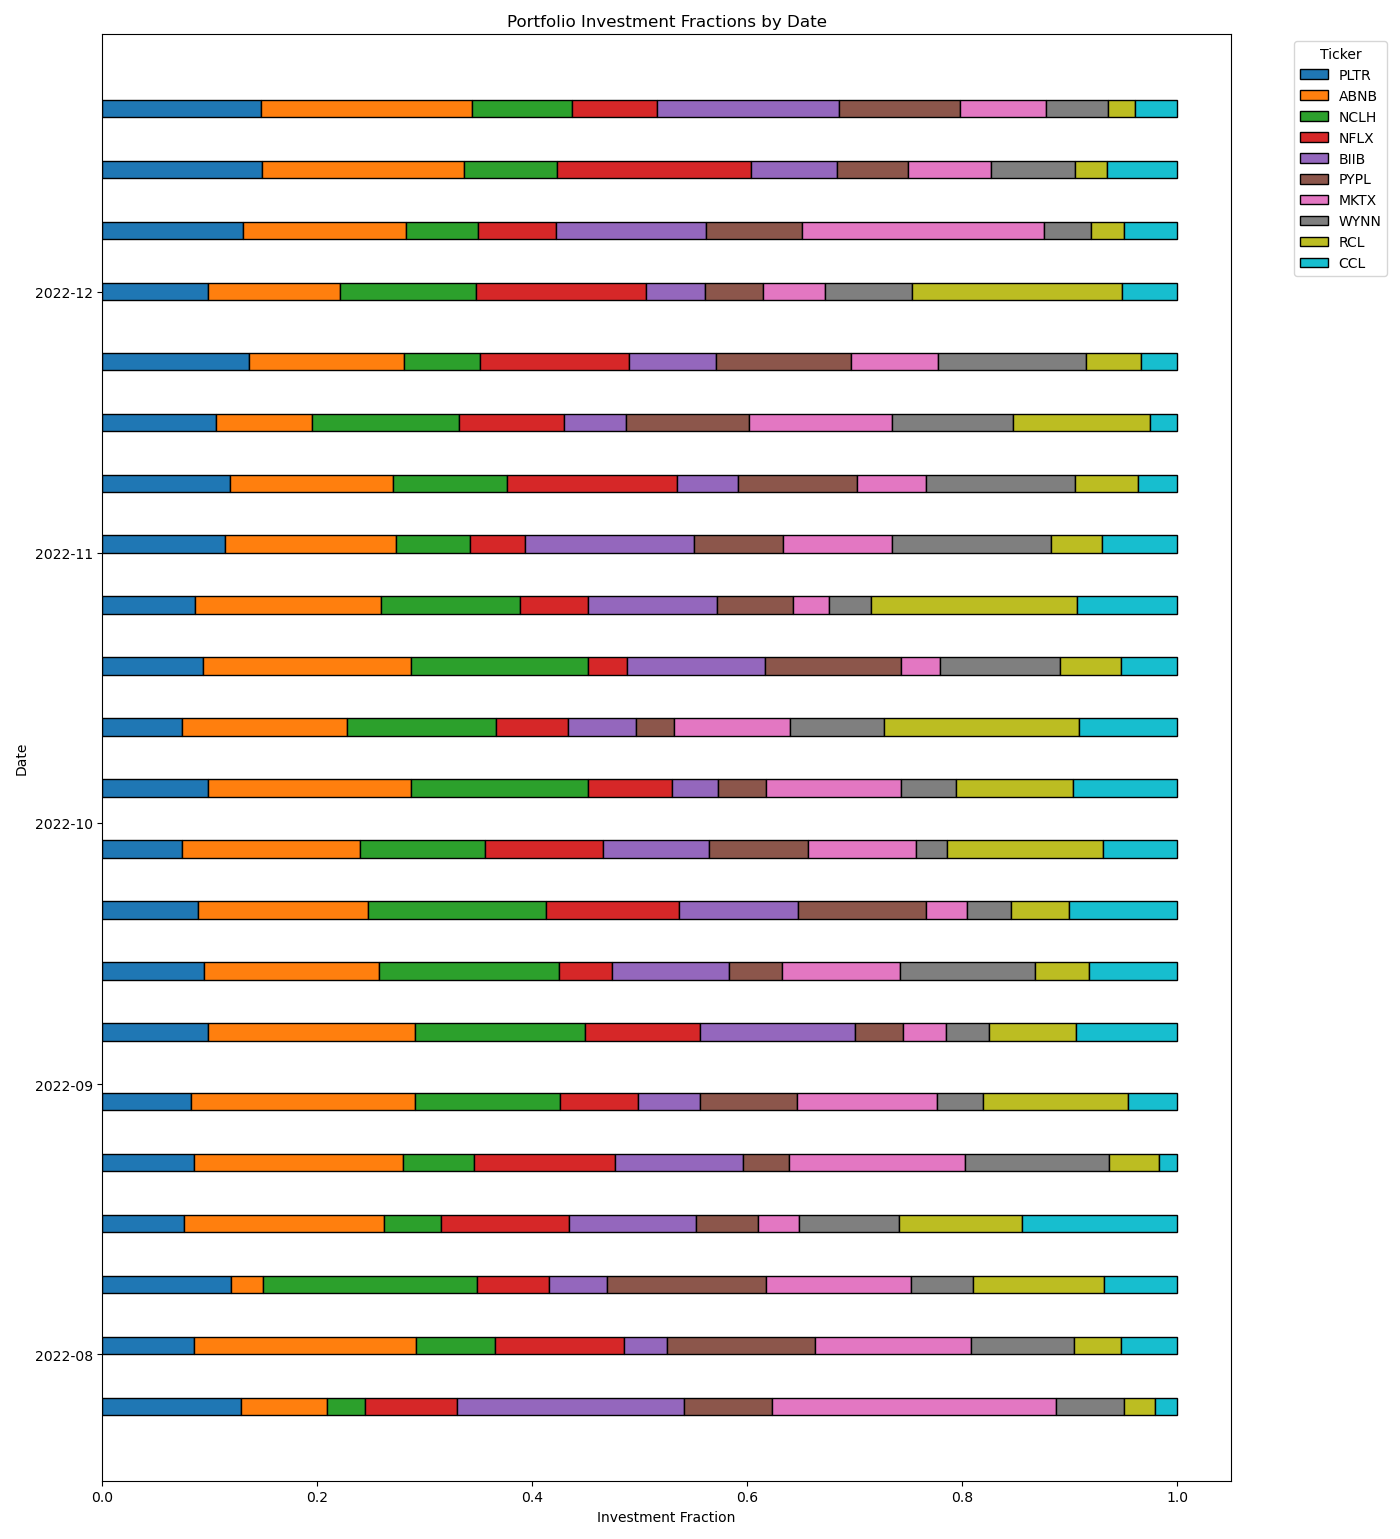 Portfolio Investment Fractions by Date
Ticker
PLTR
ABNB
NCLH
NFLX
BIIB
PYPL
MKTX
WYNN
RCL
CCL
2022-12
2022-11
2022-10
2022-09
2022-08
Date
0.0 0.2 0.4 0.6 0.8 1.0
Investment Fraction